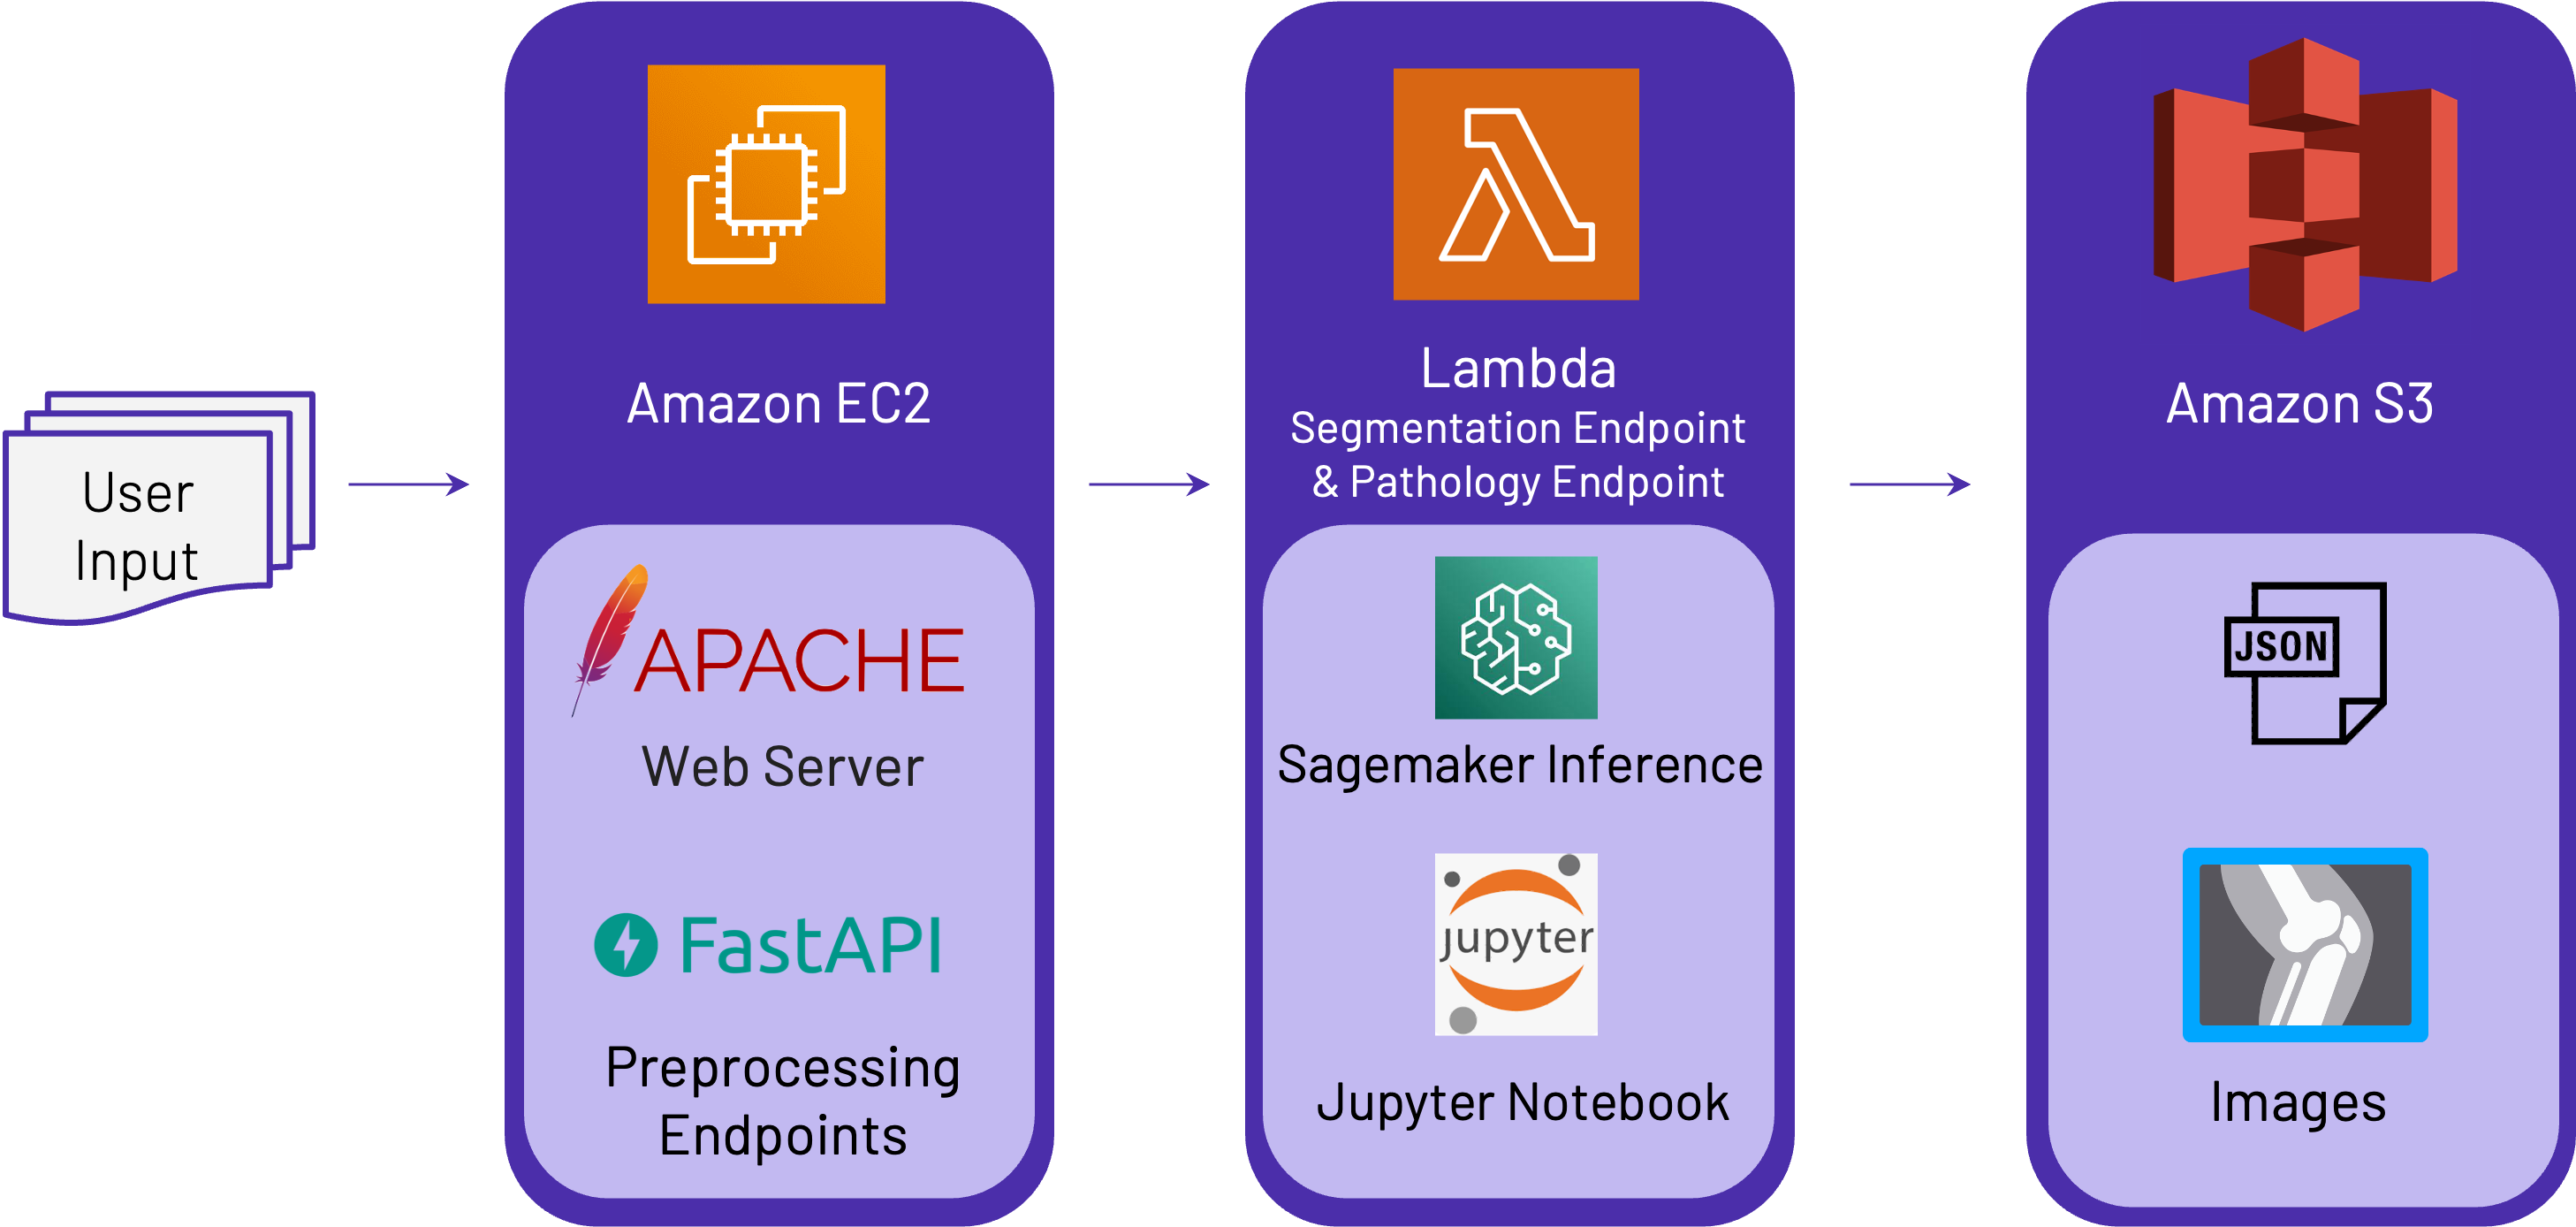 User
Input
Amazon EC2
APACHE
Web Server
FastAPI
Preprocessing
Endpoints
Lambda
Segmentation Endpoint
& Pathology Endpoint
Sagemaker Inference
jupyter
Jupyter Notebook
Amazon S3
JSON
Images